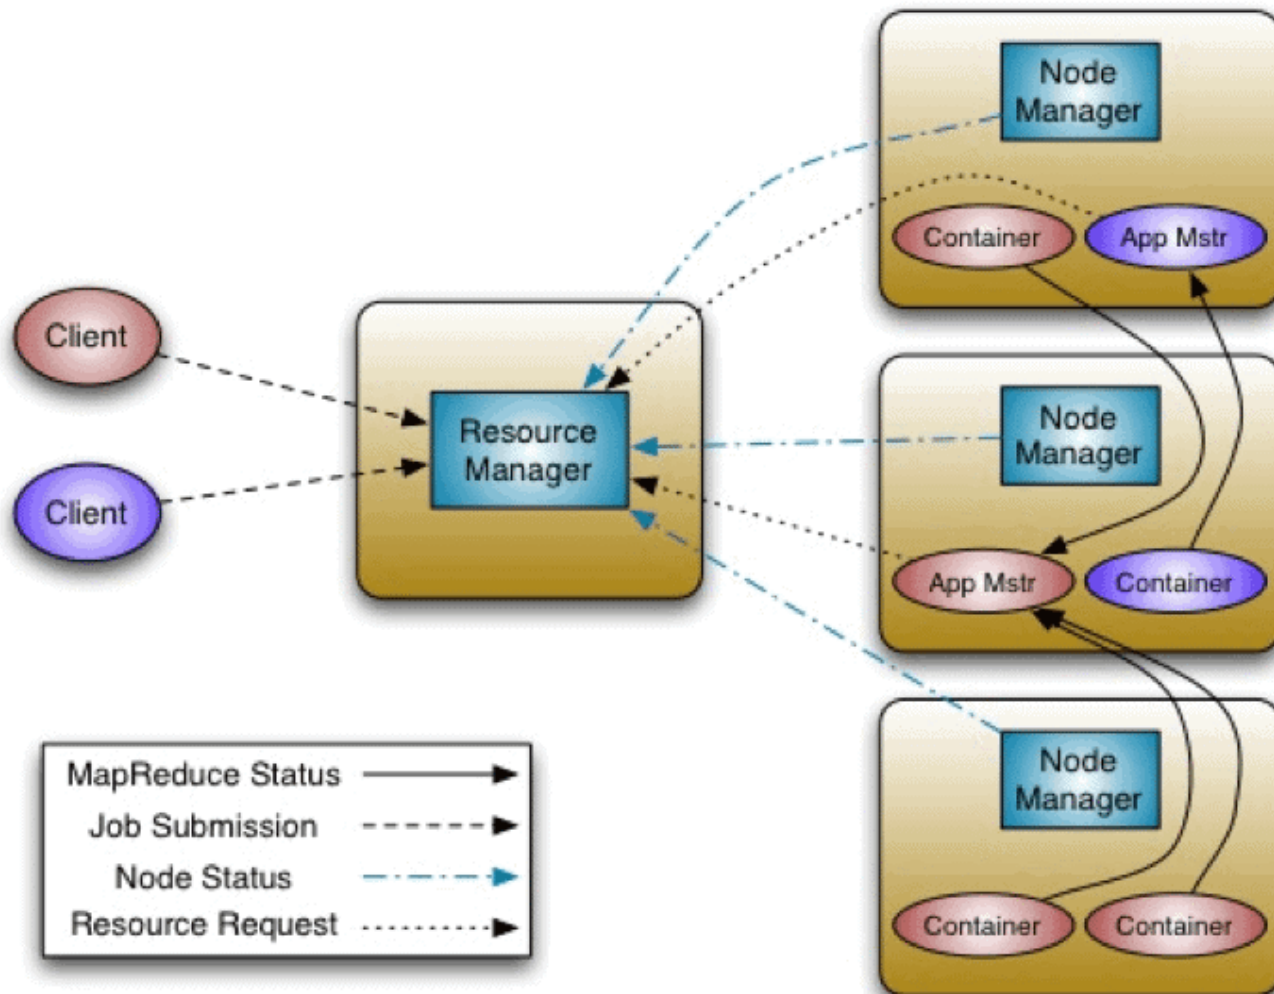 Node
Manager
Container
App Mstr
Client
Client
Resource
Manager
Node
Manager
App Mstr
Container
Node
Manager
Container
Container
MapReduce Status
Job Submission
Node Status
Resource Request